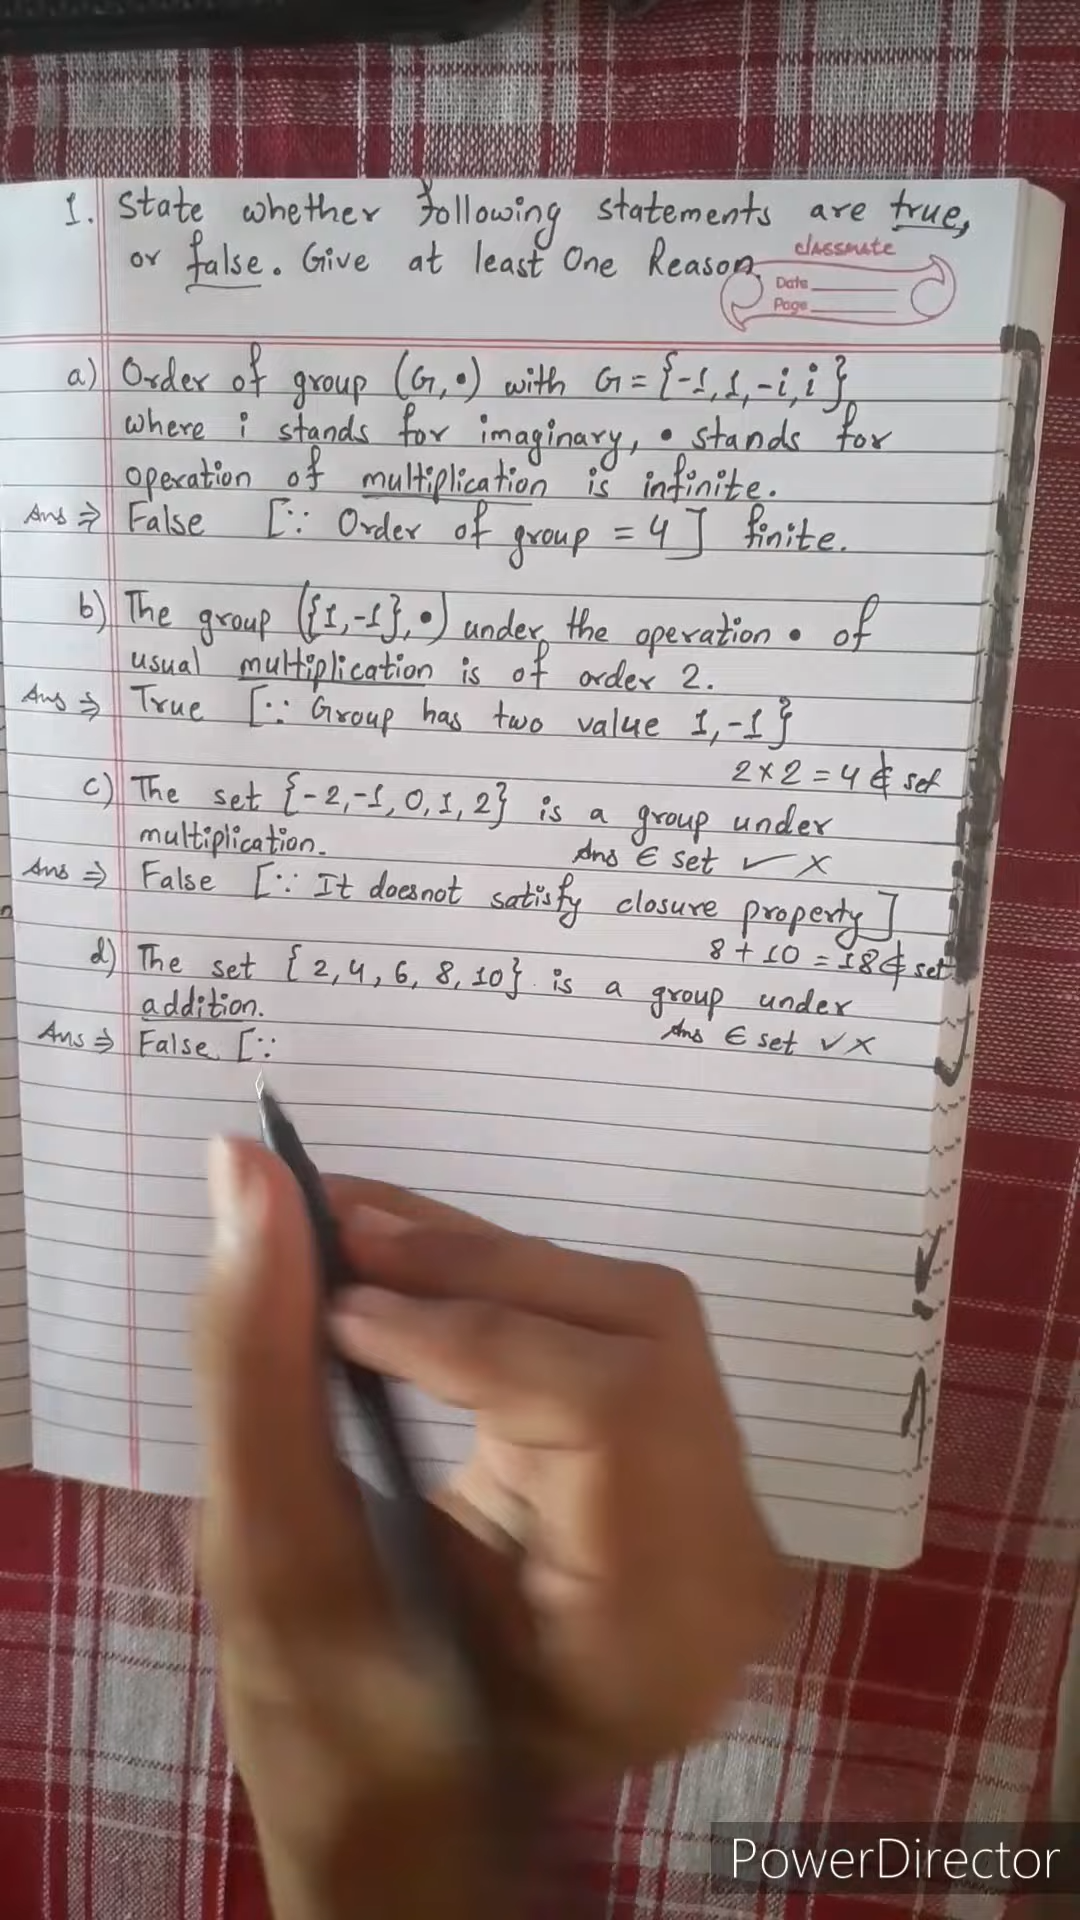 1. State whether following statements are true,
or false. Give at least One Reason.
classmate
Date
Page
a) Order of group (G, •) with G = {-1, 1, -i, i}
where i stands for imaginary, • stands for
operation of multiplication is infinite.
Ans ⇒ False [∵ Order of group = 4] finite.
b) The group ({1, -1}, •) under the operation • of
usual multiplication is of order 2.
Ans ⇒ True [∵ Group has two value 1, -1}
2 × 2 = 4 ∉ set
c) The set {-2, -1, 0, 1, 2} is a group under
multiplication. Ans ∈ set ✓ ×
Ans ⇒ False [∵ It doesnot satisfy closure property]
8 + 10 = 18 ∉ set
d) The set {2, 4, 6, 8, 10} is a group under
addition. Ans ∈ set ✓ ×
Ans ⇒ False [∵
PowerDirector